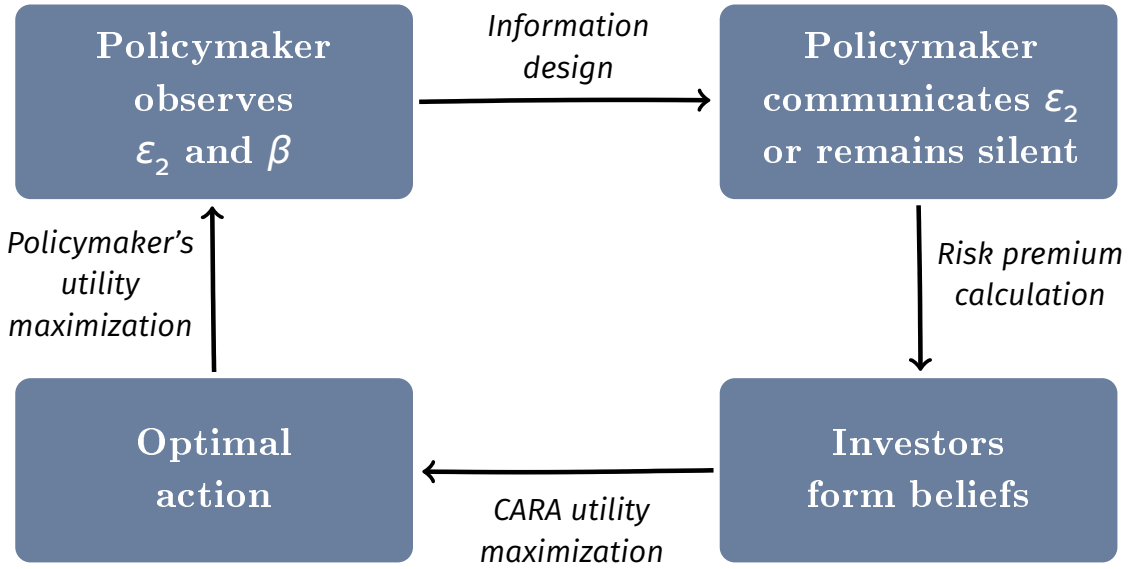 Policymaker
observes
ε₂ and β
Information
design
Policymaker
communicates ε₂
or remains silent
Policymaker's
utility
maximization
Risk premium
calculation
Optimal
action
CARA utility
maximization
Investors
form beliefs